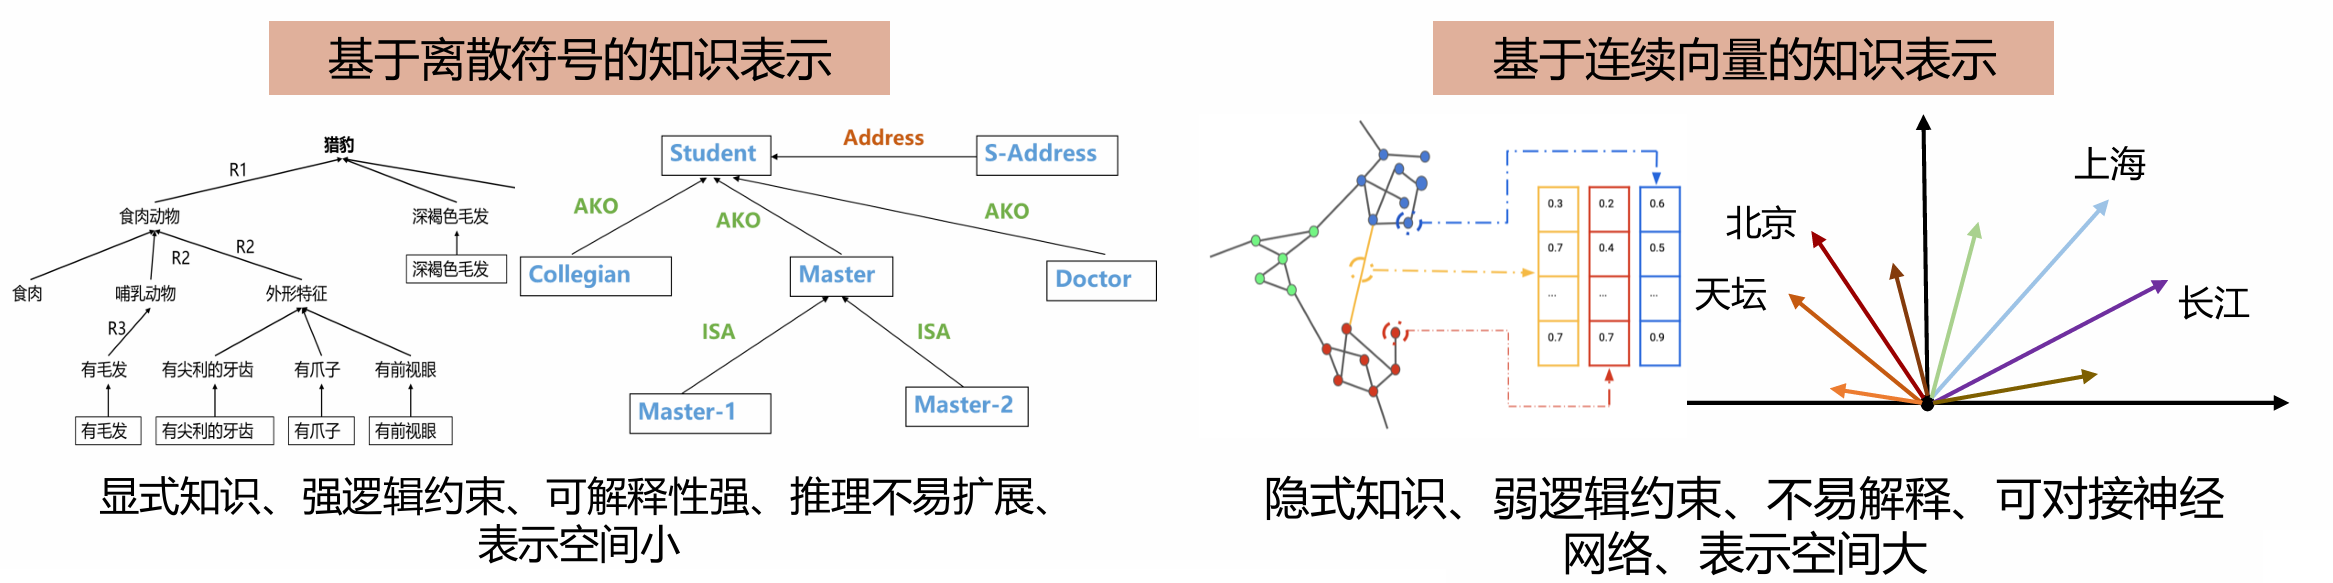 基于离散符号的知识表示
猎豹
R1
食肉动物
深褐色毛发
R2
R2
深褐色毛发
食肉
哺乳动物
外形特征
R3
有毛发
有尖利的牙齿
有爪子
有前视眼
有毛发
有尖利的牙齿
有爪子
有前视眼
Student
Address
S-Address
AKO
AKO
AKO
Collegian
Master
Doctor
ISA
ISA
Master-1
Master-2
显式知识、强逻辑约束、可解释性强、推理不易扩展、
表示空间小
基于连续向量的知识表示
0.3
0.2
0.6
0.7
0.4
0.5
...
...
...
0.7
0.7
0.9
上海
北京
天坛
长江
隐式知识、弱逻辑约束、不易解释、可对接神经
网络、表示空间大